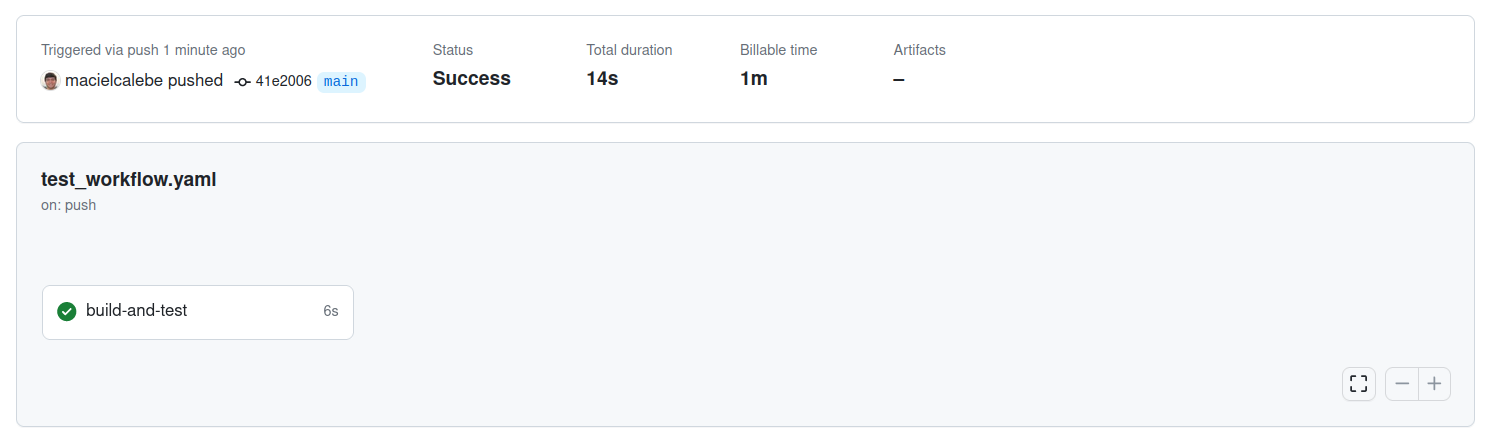 Triggered via push 1 minute ago
macielcalebe pushed 41e2006 main
Status
Success
Total duration
14s
Billable time
1m
Artifacts
–
test_workflow.yaml
on: push
build-and-test 6s